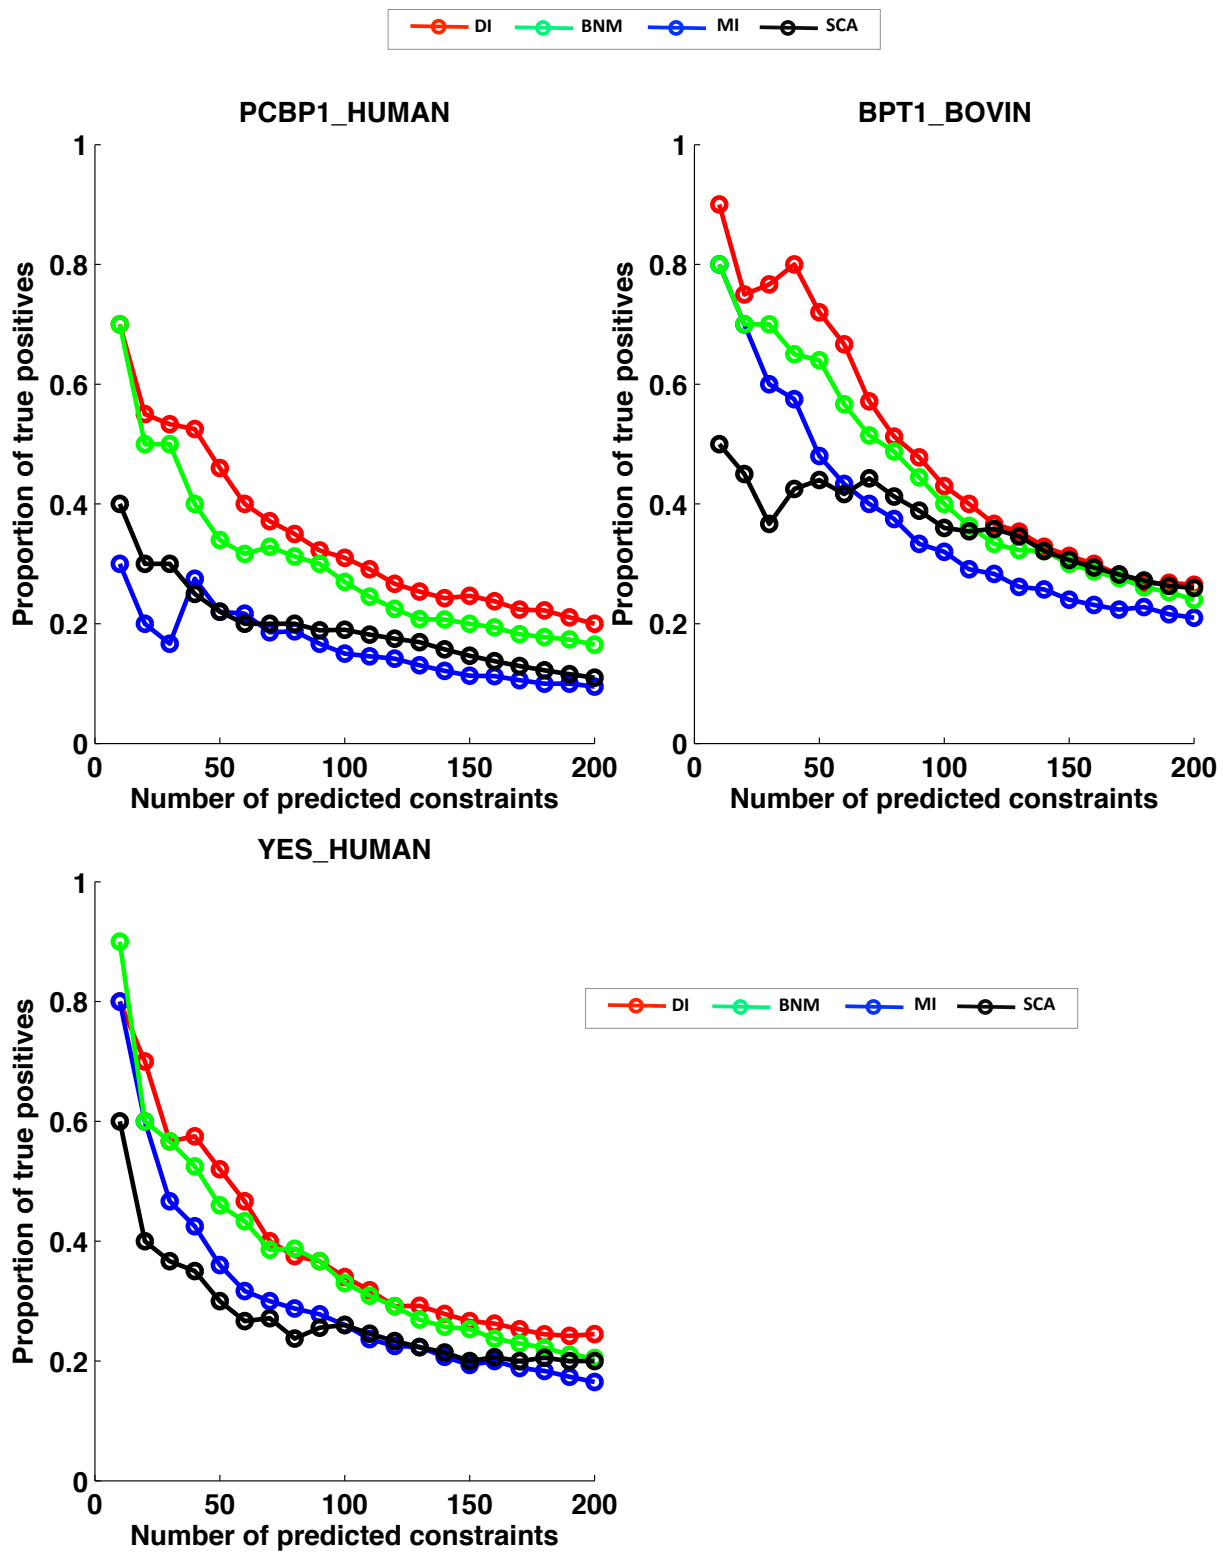 DI BNM MI SCA
PCBP1_HUMAN
1
0.8
0.6
0.4
0.2
0
Proportion of true positives
0 50 100 150 200
Number of predicted constraints
BPT1_BOVIN
1
0.8
0.6
0.4
0.2
0
Proportion of true positives
0 50 100 150 200
Number of predicted constraints
YES_HUMAN
1
0.8
0.6
0.4
0.2
0
Proportion of true positives
0 50 100 150 200
Number of predicted constraints
DI BNM MI SCA